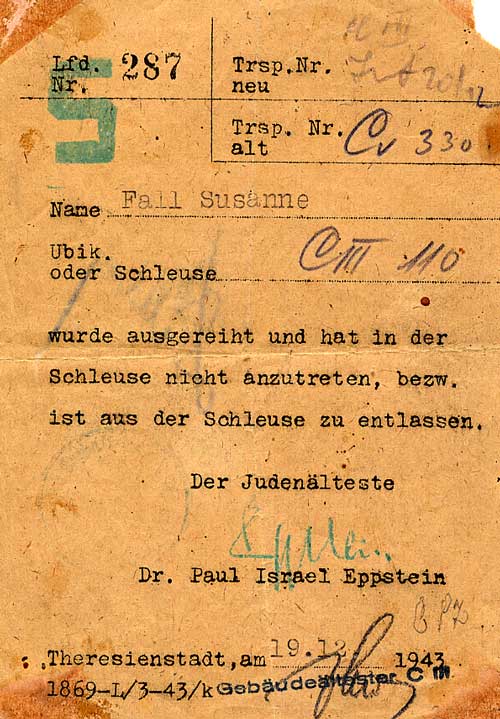 Lfd. Nr. 287
Trsp.Nr. neu
Trsp. Nr. alt Cv 330
Name Fall Susanne
Ubik. oder Schleuse CIII 110
wurde ausgereiht und hat in der
Schleuse nicht anzutreten, bezw.
ist aus der Schleuse zu entlassen.
Der Judenälteste
Eppstein
Dr. Paul Israel Eppstein
Theresienstadt,am 19.12 1943
1869-L/3-43/k Gebäudeältester C III